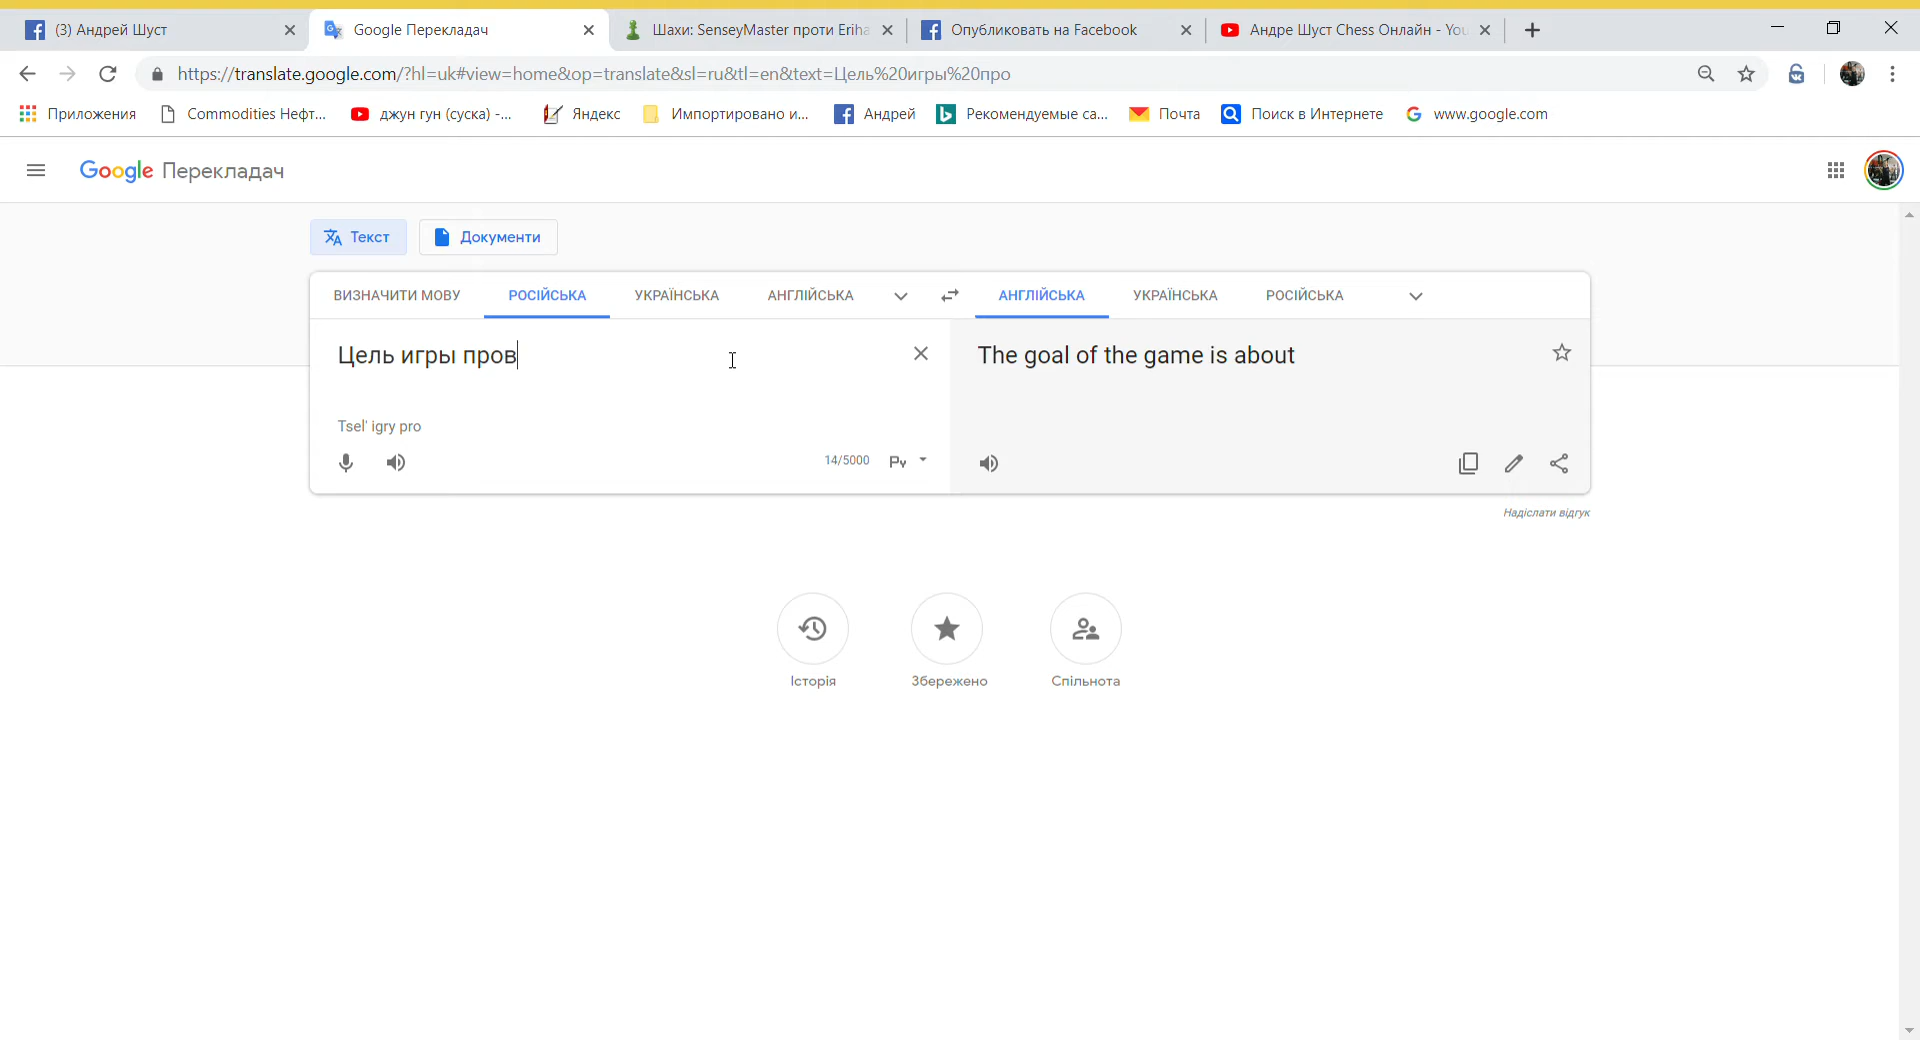 (3) Андрей Шуст
Google Перекладач
Шахи: SenseyMaster проти Eriha
Опубликовать на Facebook
Андре Шуст Chess Онлайн - You
https://translate.google.com/?hl=uk#view=home&op=translate&sl=ru&tl=en&text=Цель%20игры%20про
Приложения
Commodities Нефт...
джун гун (суска) -...
Яндекс
Импортировано и...
Андрей
Рекомендуемые са...
Почта
Поиск в Интернете
www.google.com
Google Перекладач
Текст
Документи
ВИЗНАЧИТИ МОВУ
РОСІЙСЬКА
УКРАЇНСЬКА
АНГЛІЙСЬКА
АНГЛІЙСЬКА
УКРАЇНСЬКА
РОСІЙСЬКА
Цель игры пров
The goal of the game is about
Tsel' igry pro
14/5000
Ру
Надіслати відгук
Історія
Збережено
Спільнота